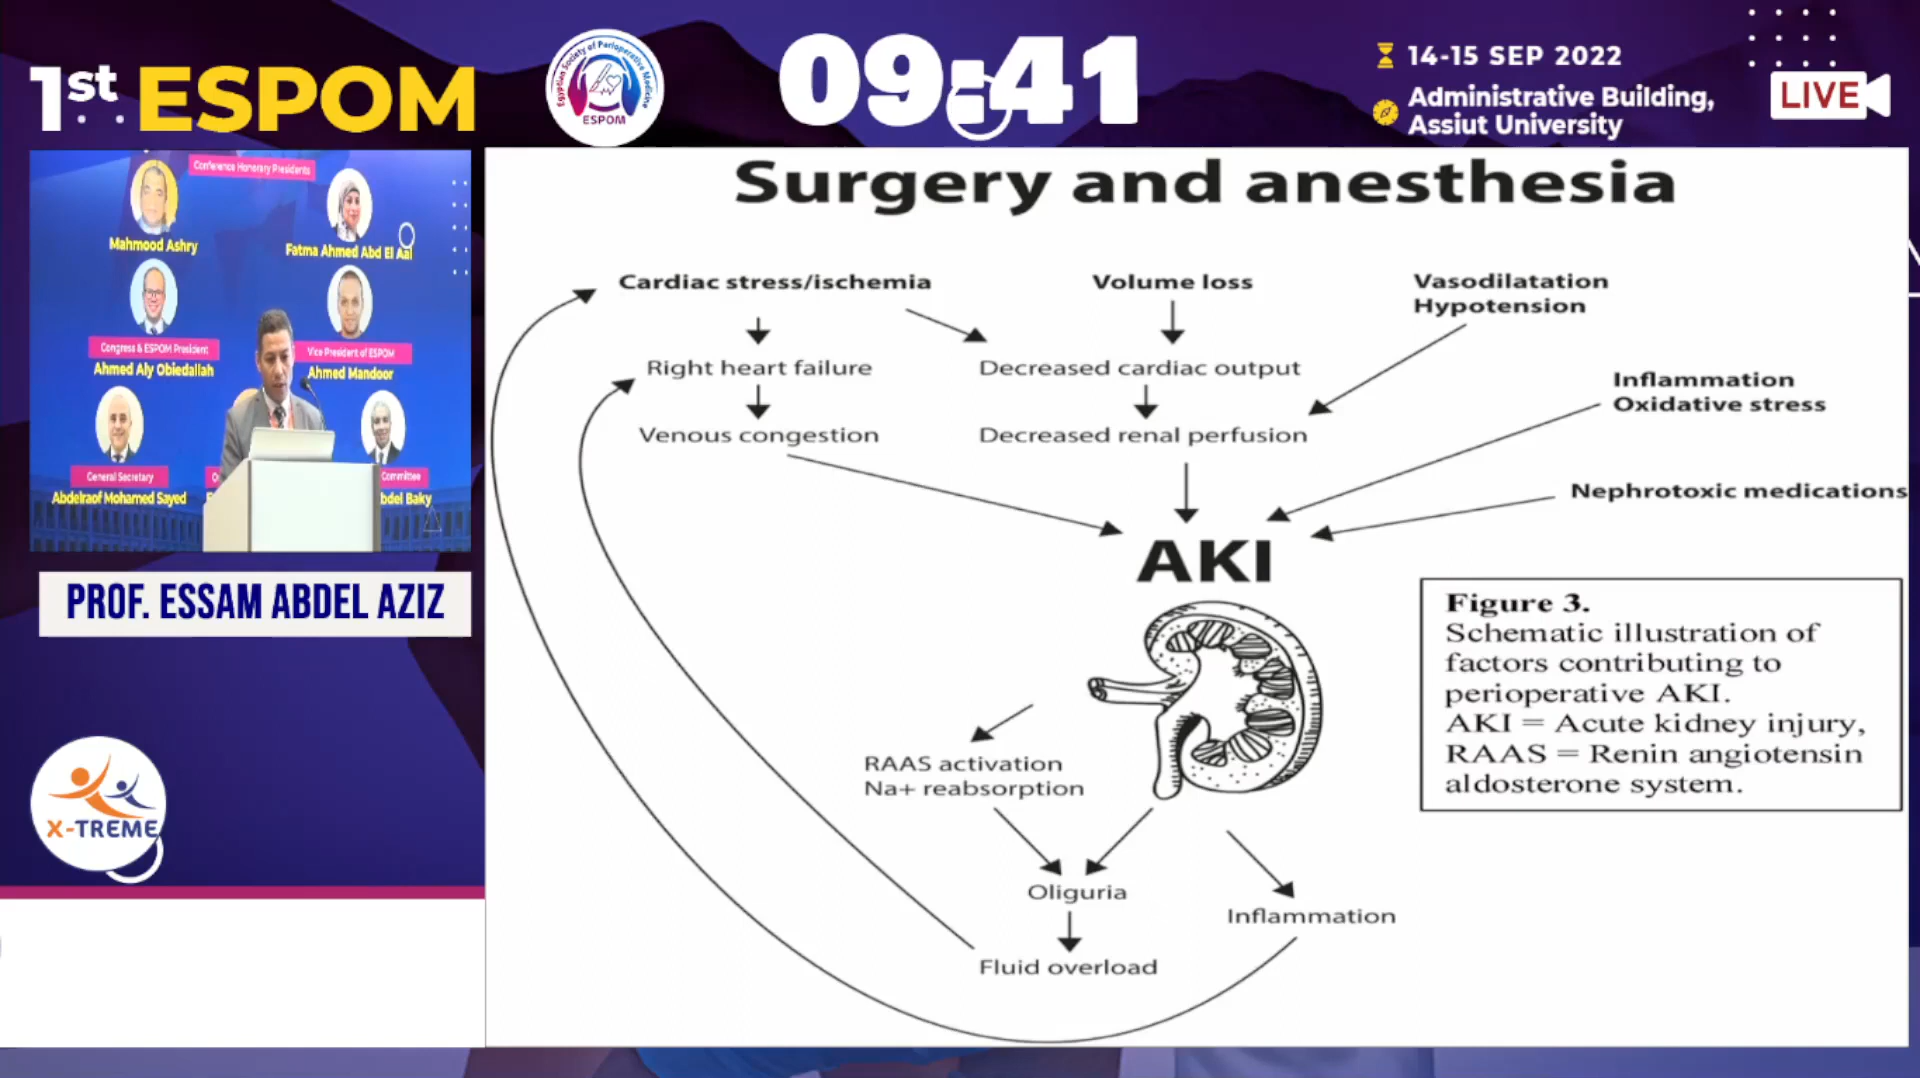 1st ESPOM
Egyptian Society of Perioperative Medicine
ESPOM
09:41
14-15 SEP 2022
Administrative Building,
Assiut University
LIVE
Conference Honorary Presidents
Mahmood Ashry
Fatma Ahmed Abd El Aal
Congress & ESPOM President
Ahmed Aly Obiedallah
Vice President of ESPOM
Ahmed Mandoor
General Secretary
Abdelraof Mohamed Sayed
Committee
bdel Baky
PROF. ESSAM ABDEL AZIZ
X-TREME
Surgery and anesthesia
Cardiac stress/ischemia
Volume loss
Vasodilatation
Hypotension
Right heart failure
Decreased cardiac output
Inflammation
Oxidative stress
Venous congestion
Decreased renal perfusion
Nephrotoxic medications
AKI
Figure 3.
Schematic illustration of
factors contributing to
perioperative AKI.
AKI = Acute kidney injury,
RAAS = Renin angiotensin
aldosterone system.
RAAS activation
Na+ reabsorption
Oliguria
Inflammation
Fluid overload